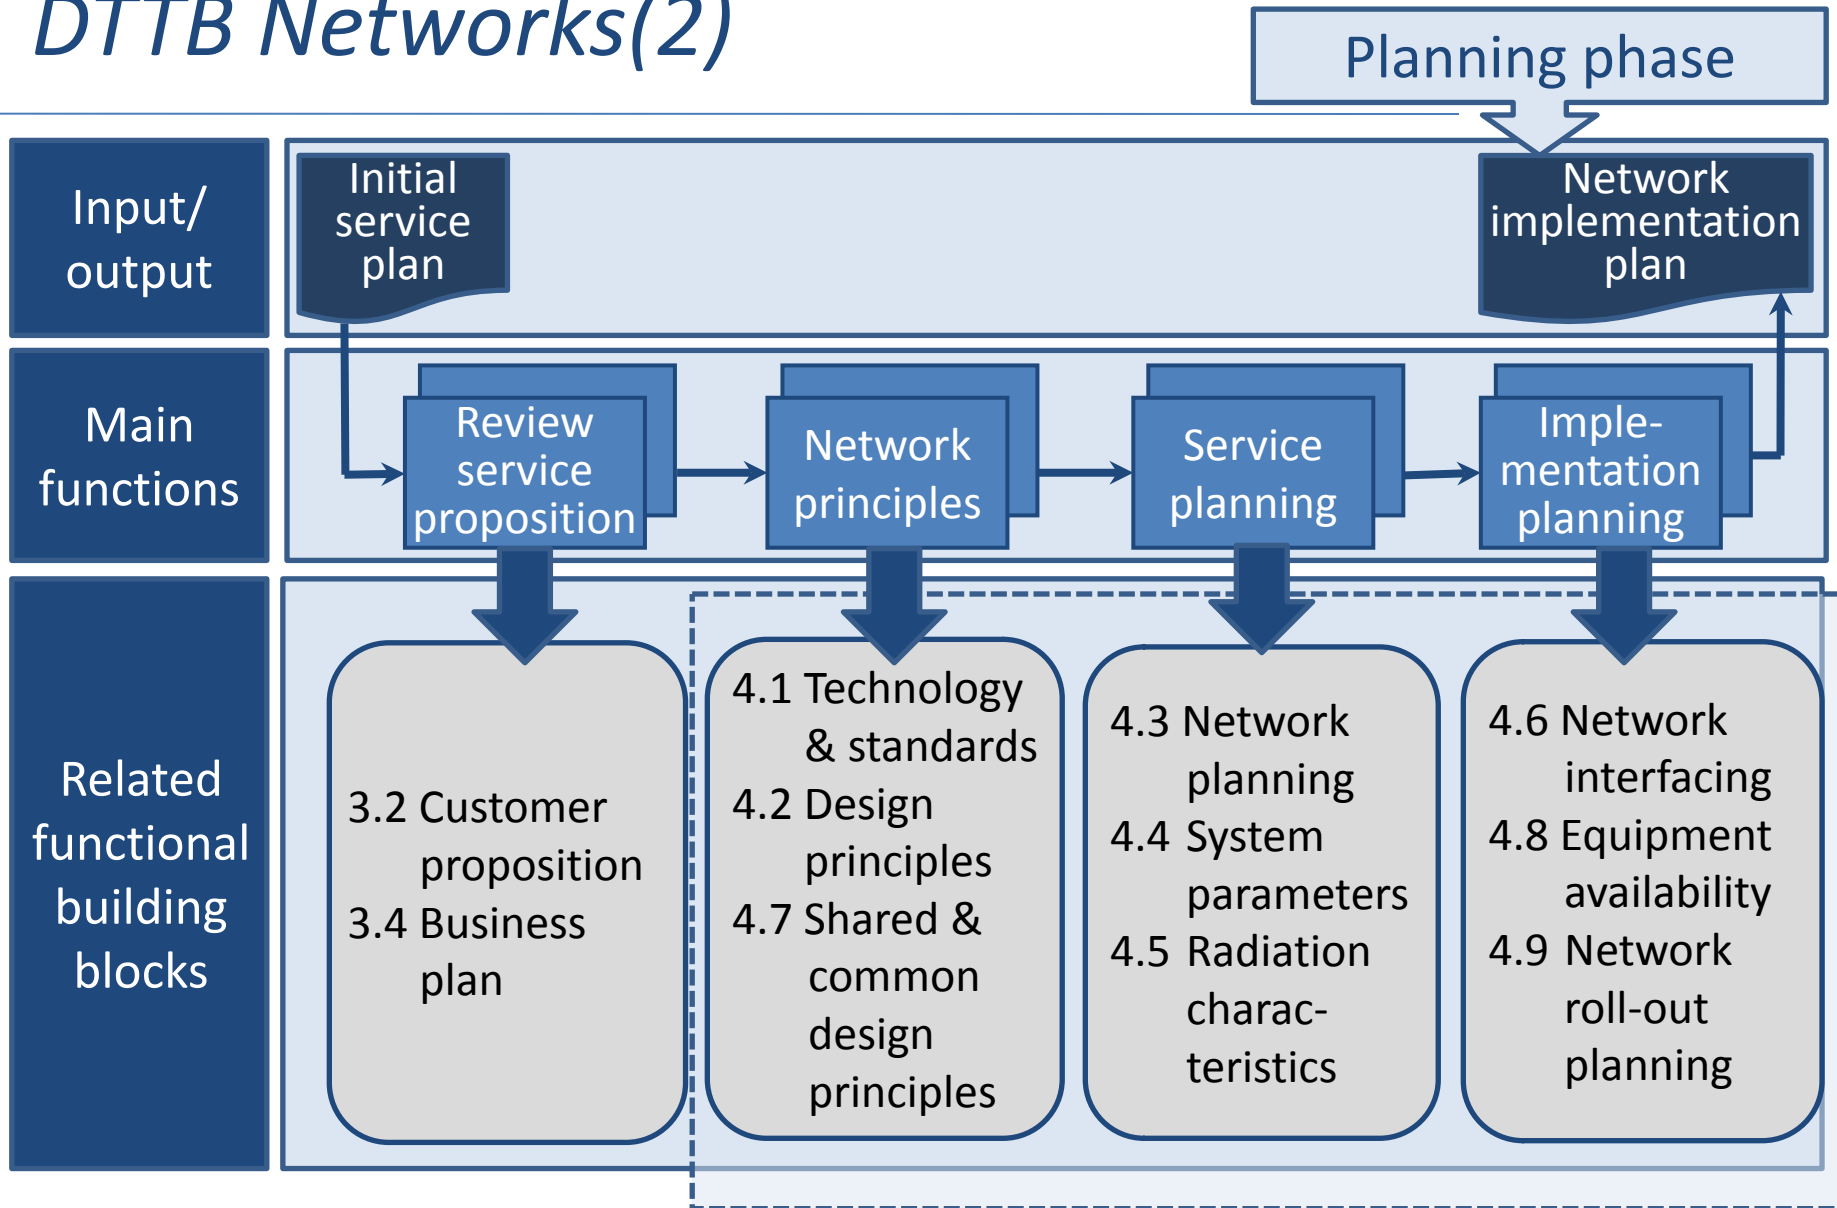 DTTB Networks(2)
Planning phase
Input/
output
Initial
service
plan
Network
implementation
plan
Main
functions
Review
service
proposition
Network
principles
Service
planning
Imple-
mentation
planning
Related
functional
building
blocks
3.2 Customer
proposition
3.4 Business
plan
4.1 Technology
& standards
4.2 Design
principles
4.7 Shared &
common
design
principles
4.3 Network
planning
4.4 System
parameters
4.5 Radiation
charac-
teristics
4.6 Network
interfacing
4.8 Equipment
availability
4.9 Network
roll-out
planning